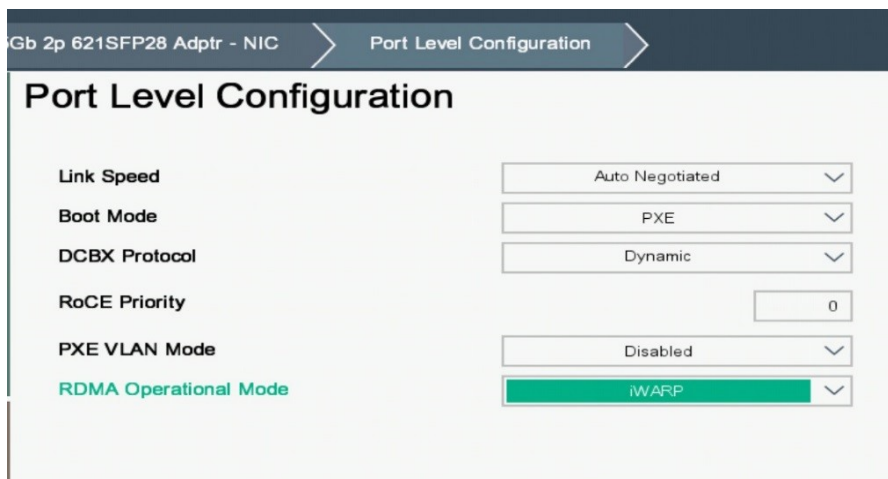 Gb 2p 621SFP28 Adptr - NIC Port Level Configuration
Port Level Configuration
Link Speed Auto Negotiated
Boot Mode PXE
DCBX Protocol Dynamic
RoCE Priority 0
PXE VLAN Mode Disabled
RDMA Operational Mode iWARP